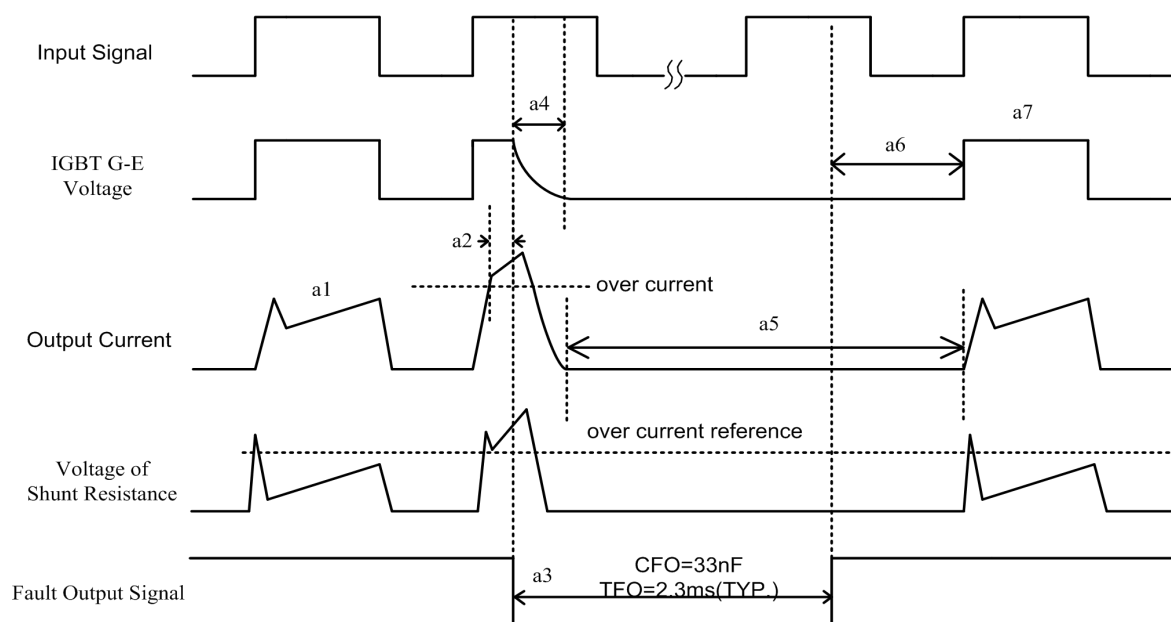 Input Signal
a4
a7
a6
IGBT G-E
Voltage
a2
over current
a1
a5
Output Current
over current reference
Voltage of
Shunt Resistance
CFO=33nF
a3
TFO=2.3ms(TYP.)
Fault Output Signal